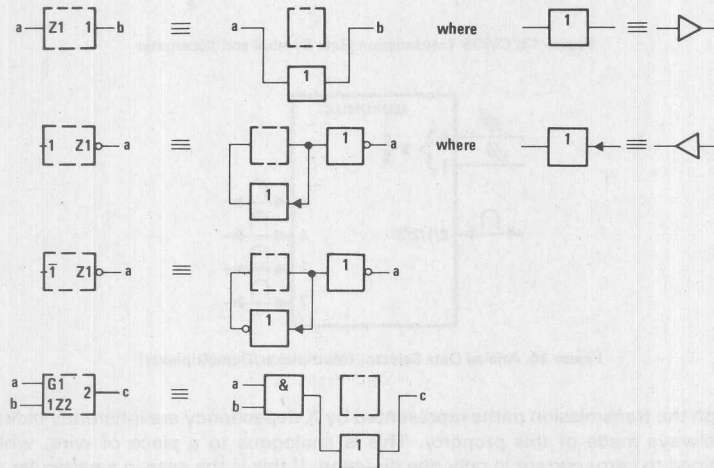 a Z1 1 b ≡ a 1 b where 1 ≡
1 Z1 a ≡ 1 1 a where 1 ≡
1̅ Z1 a ≡ 1 1 a
a b G1 1Z2 2 c ≡ a b & 1 c